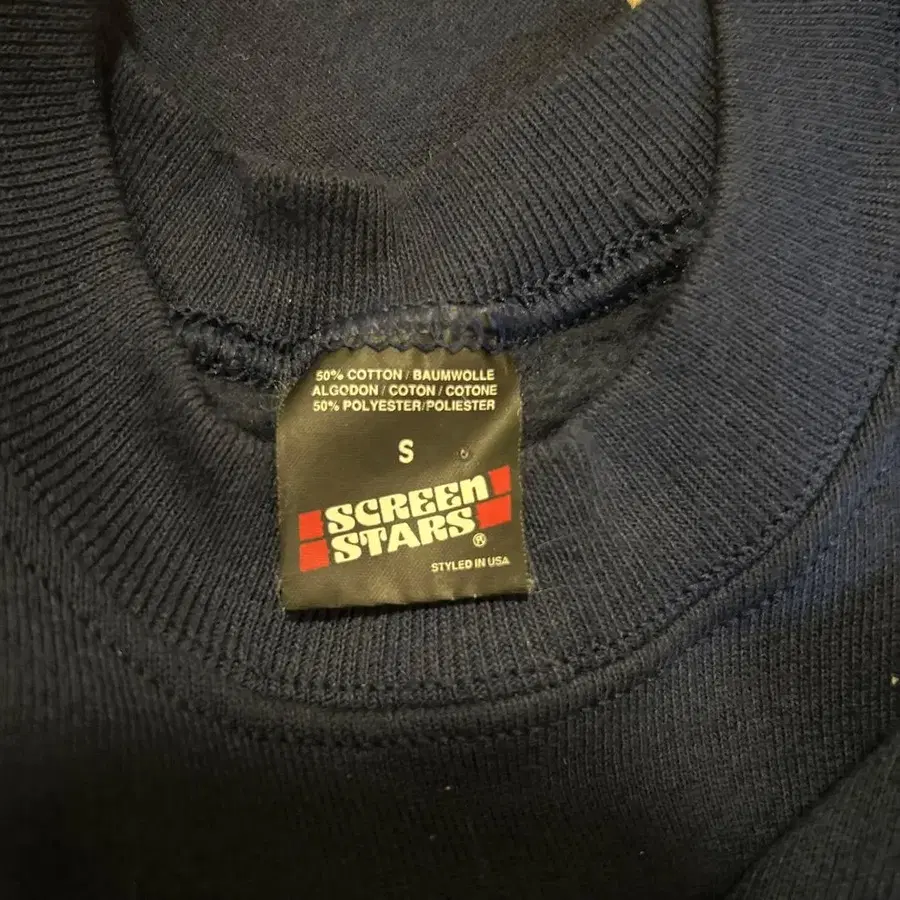 50% COTTON / BAUMWOLLE
ALGODON / COTON / COTONE
50% POLYESTER/POLIESTER
S
SCREEN
STARS®
STYLED IN USA